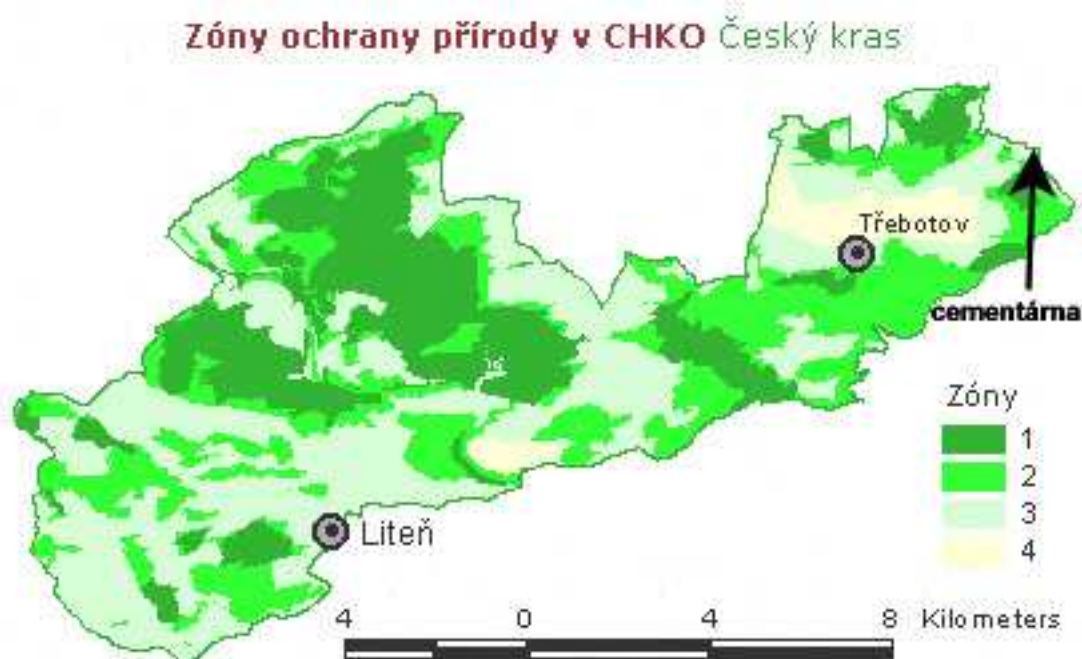 Zóny ochrany přírody v CHKO Český kras
Třebotov
cementárna
Liteň
Zóny
1
2
3
4
4 0 4 8 Kilometers